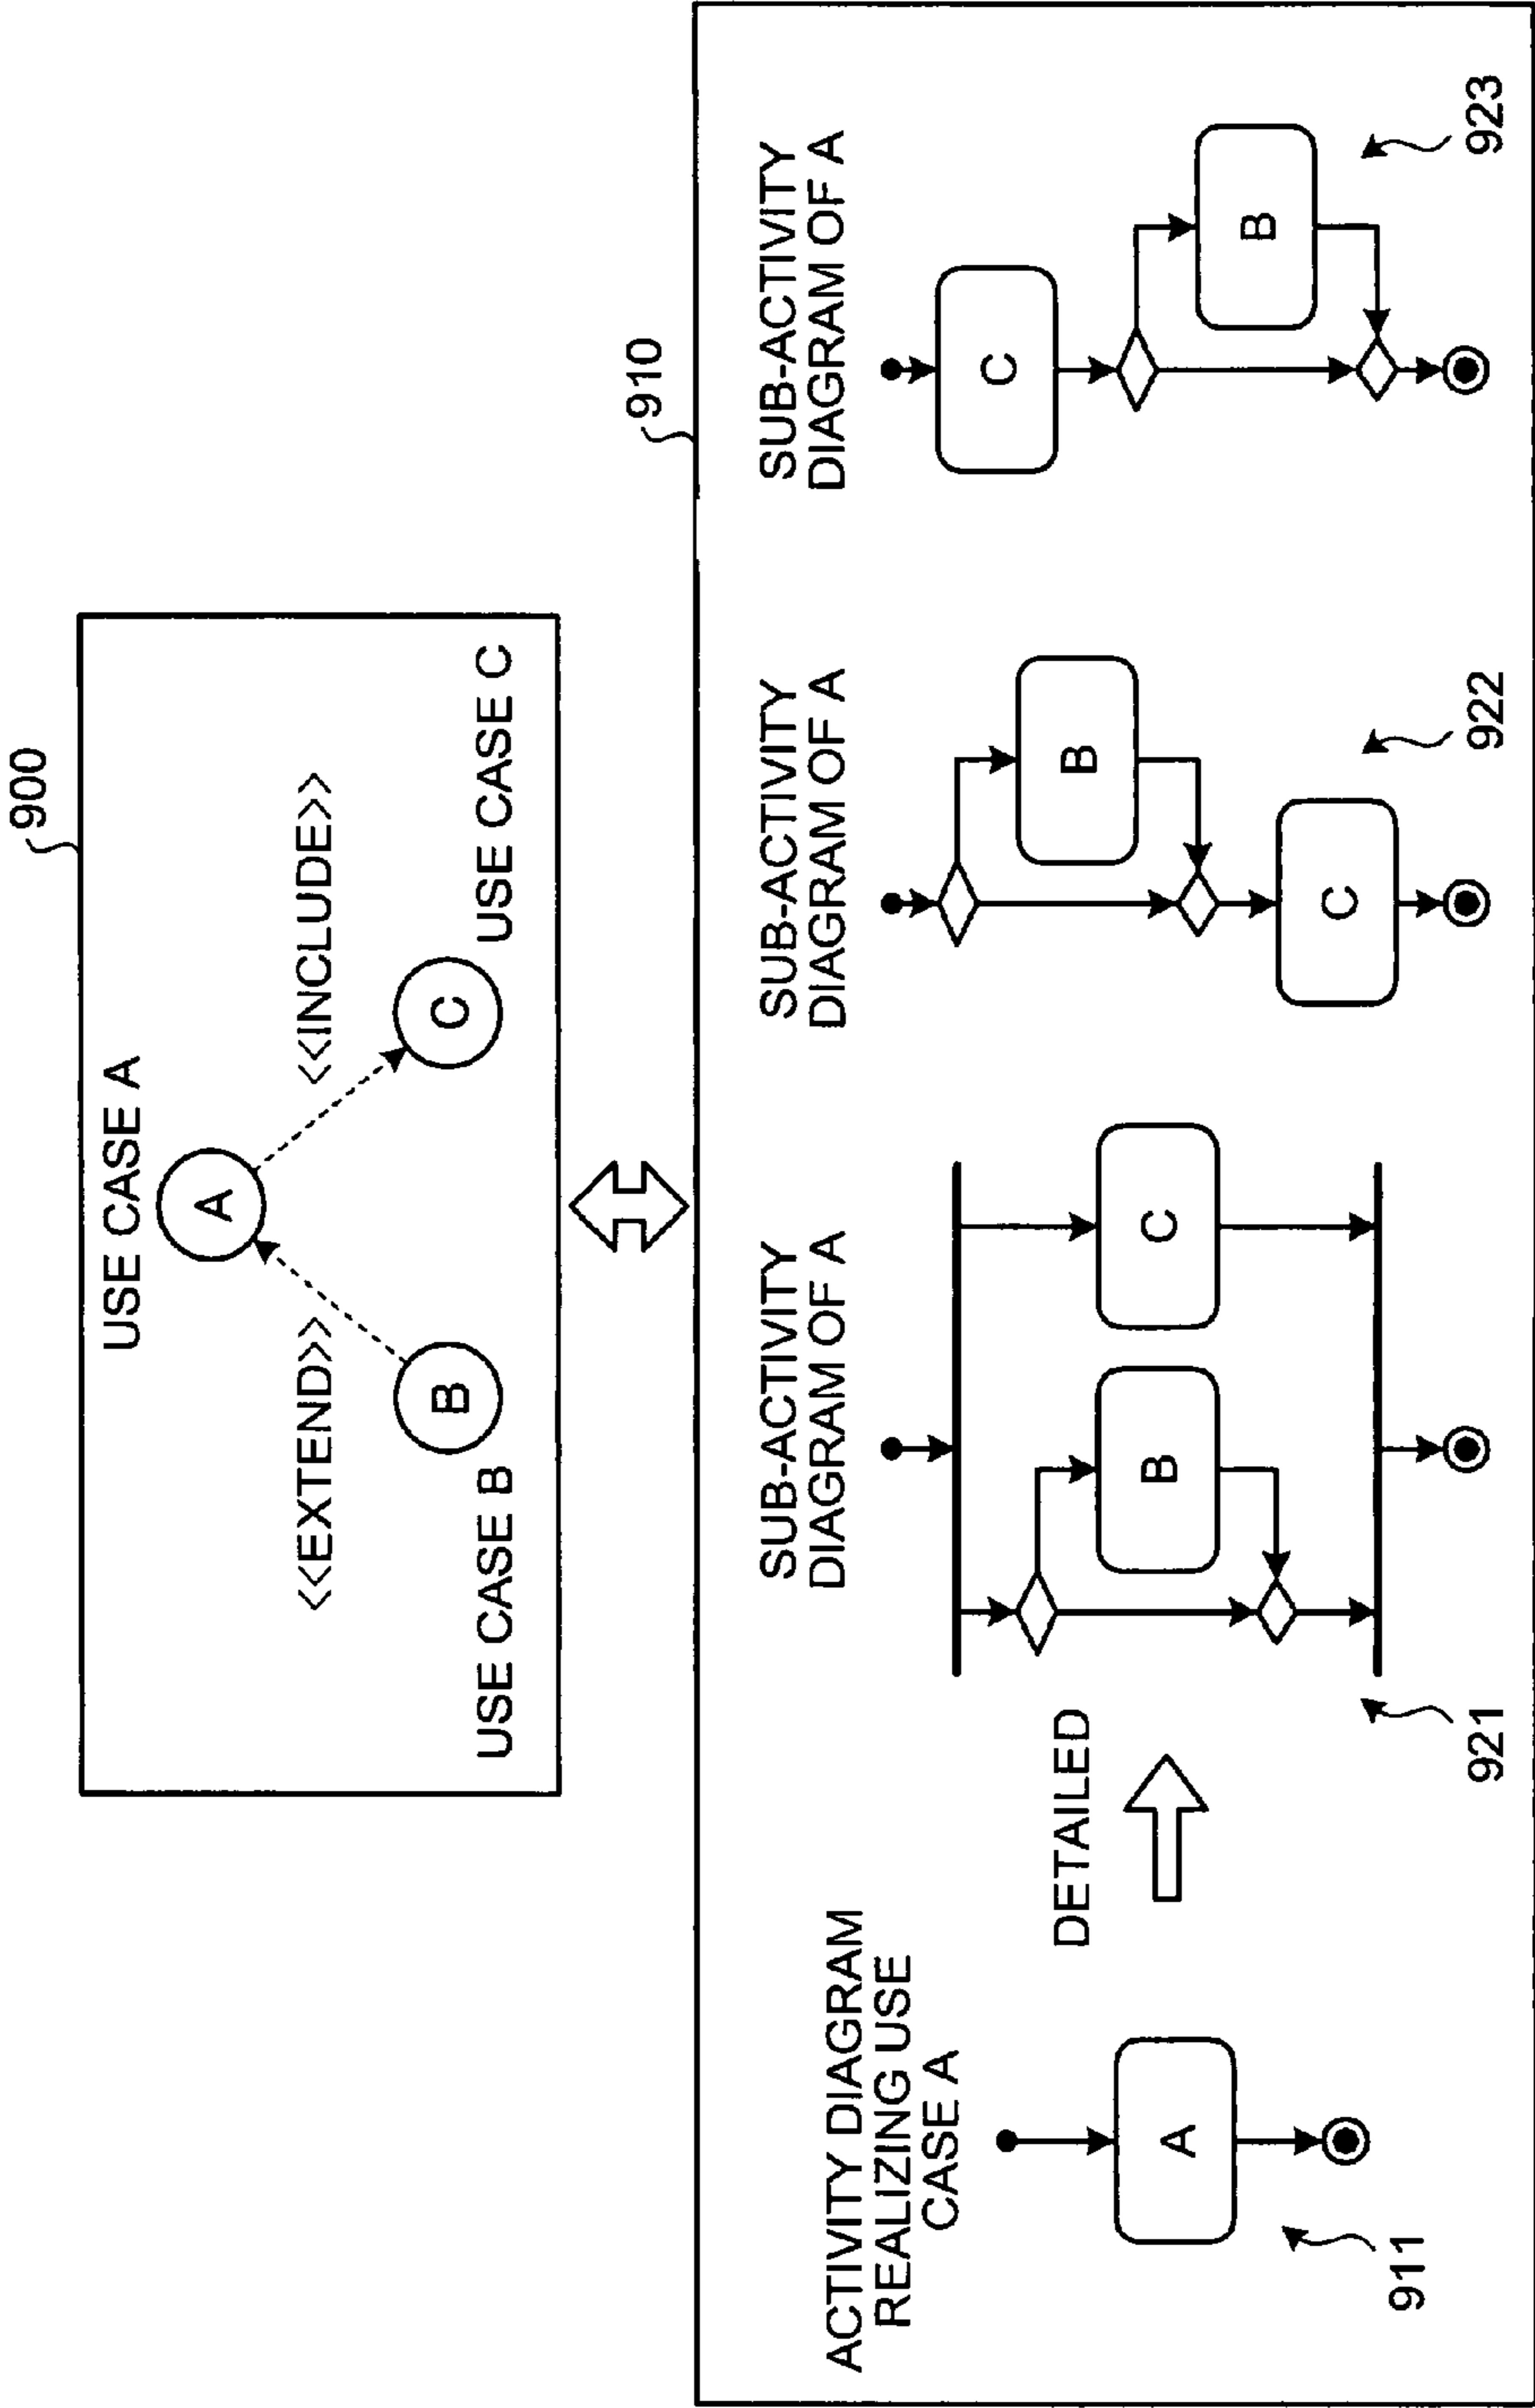 900
USE CASE A
A
<<EXTEND>>
<<INCLUDE>>
B
C
USE CASE B
USE CASE C
910
ACTIVITY DIAGRAM
REALIZING USE
CASE A
A
911
DETAILED
SUB-ACTIVITY
DIAGRAM OF A
B
C
921
SUB-ACTIVITY
DIAGRAM OF A
B
C
922
SUB-ACTIVITY
DIAGRAM OF A
C
B
923